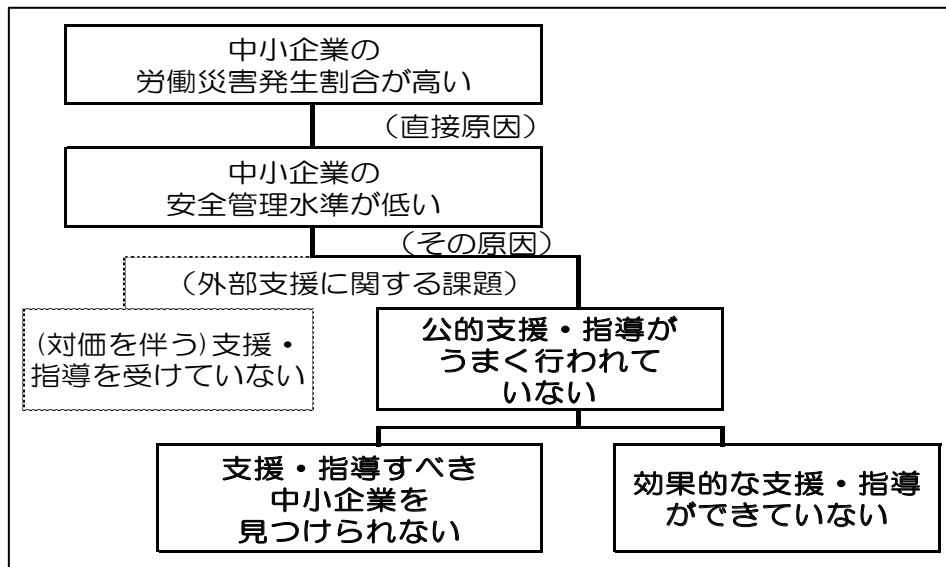 中小企業の
労働災害発生割合が高い
（直接原因）
中小企業の
安全管理水準が低い
（その原因）
（外部支援に関する課題）
(対価を伴う)支援・
指導を受けていない
公的支援・指導が
うまく行われて
いない
支援・指導すべき
中小企業を
見つけられない
効果的な支援・指導
ができていない